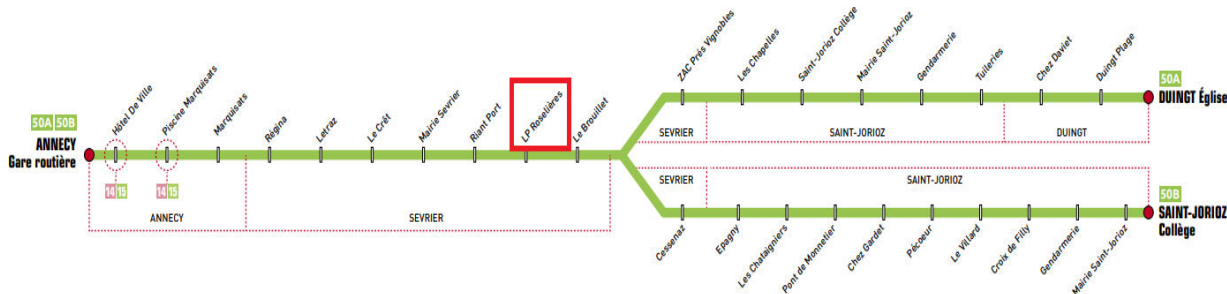 50A 50B
ANNECY
Gare routière
Hôtel De Ville
Piscine Marquisats
Marquisats
Régina
Letraz
Le Crêt
Mairie Sevrier
Riant Port
LP Roselières
Le Brouillet
14 15
14 15
ANNECY
SEVRIER
ZAC Prés Vignobles
Les Chapelles
Saint-Jorioz Collège
Mairie Saint-Jorioz
Gendarmerie
Tuileries
Chez Daviet
Duingt Plage
50A
DUINGT Église
SEVRIER
SAINT-JORIOZ
DUINGT
SEVRIER
SAINT-JORIOZ
50B
SAINT-JORIOZ
Collège
Cessenaz
Epagny
Les Chataigniers
Pont de Monnetier
Chez Gardet
Pécoeur
Le Villard
Croix de Filly
Gendarmerie
Mairie Saint-Jorioz